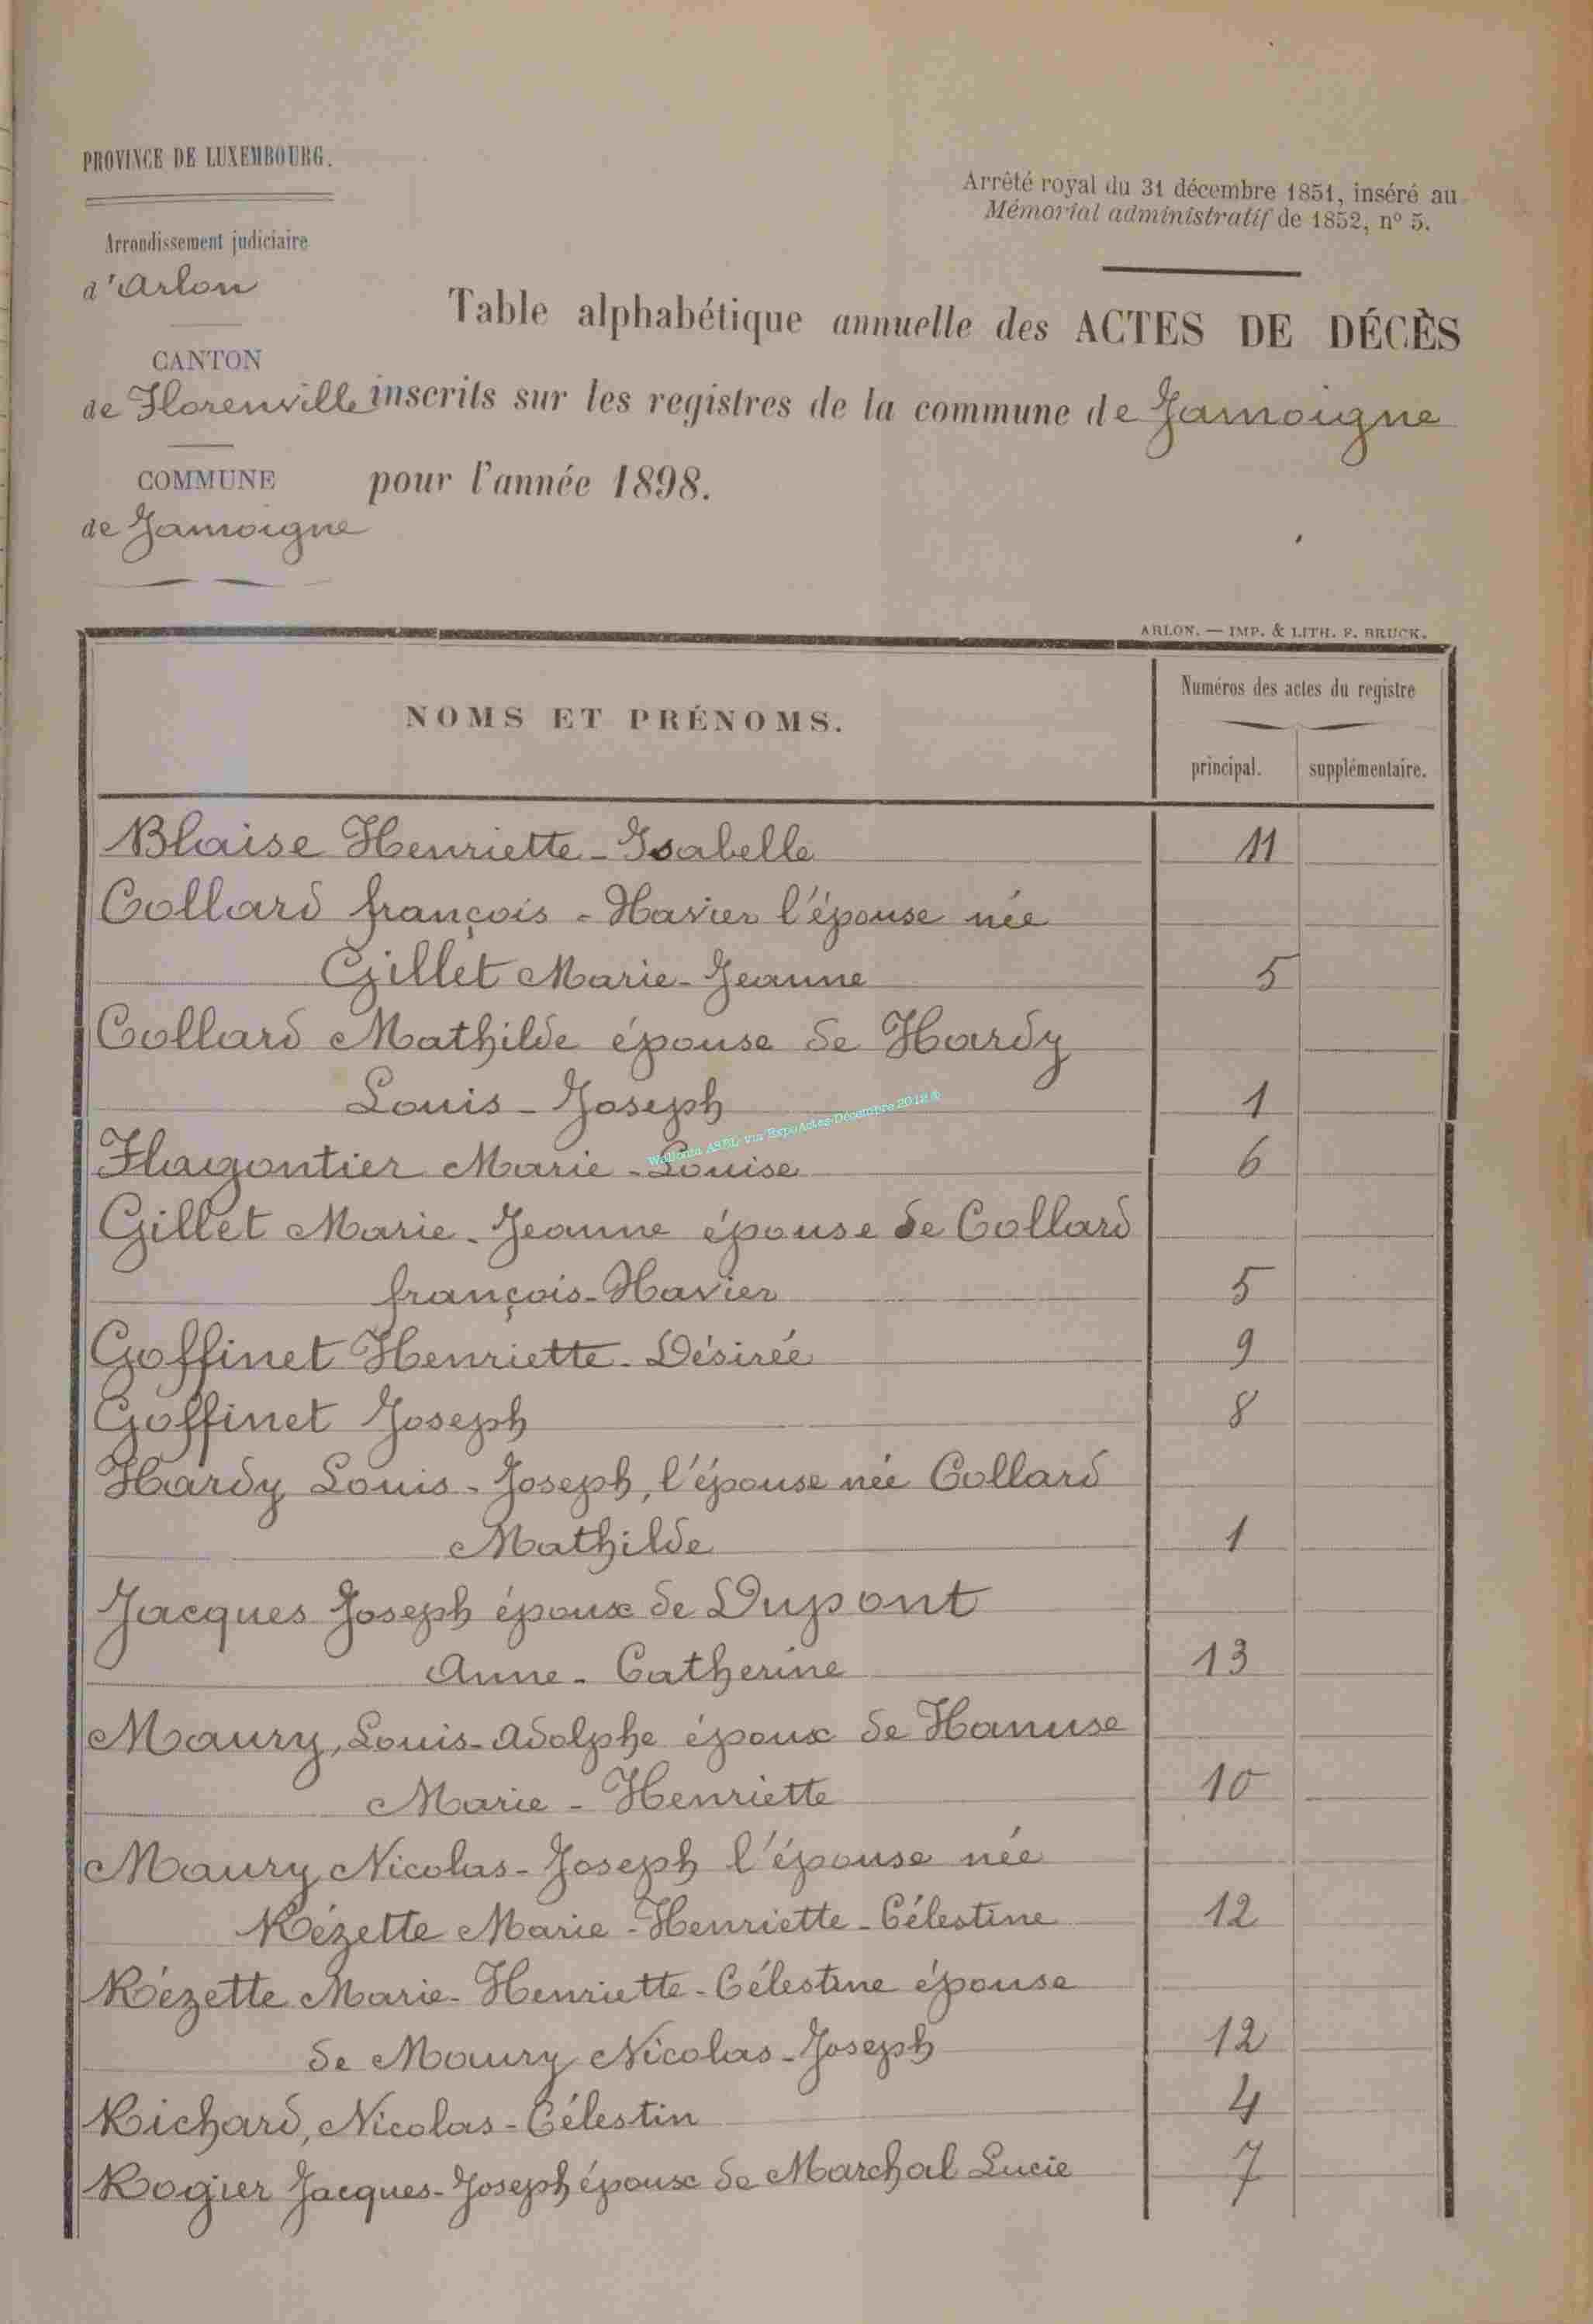 PROVINCE DE LUXEMBOURG.
Arrondissement judiciaire
d'Arlon
CANTON
de Florenville
COMMUNE
de Jamoigne
Arrêté royal du 31 décembre 1851, inséré au
Mémorial administratif de 1852, nº 5.
Table alphabétique annuelle des ACTES DE DÉCÈS
inscrits sur les registres de la commune de Jamoigne
pour l'année 1898.
ARLON. — IMP. & LITH. F. BRUCK.
NOMS ET PRÉNOMS.
Numéros des actes du registre
principal. supplémentaire.
Blaise Henriette-Isabelle 11
Collard françois-Xavier l'épouse née
Gillet Marie-Jeanne 5
Collard Mathilde épouse de Hardy
Louis-Joseph 1
Wallonia ASBL via ExpoActes Décembre 2018 ©
Flagontier Marie-Louise 6
Gillet Marie-Jeanne épouse de Collard
françois-Xavier 5
Goffinet Henriette-Désirée 9
Goffinet Joseph 8
Hardy Louis-Joseph, l'épouse née Collard
Mathilde 1
Jacques Joseph époux de Dupont
Anne-Catherine 13
Maury, Louis-Adolphe époux de Hanuse
Marie-Henriette 10
Maury Nicolas-Joseph l'épouse née
Rézette Marie-Henriette-Célestine 12
Rézette Marie-Henriette-Célestine épouse
de Maury Nicolas-Joseph 12
Richard, Nicolas-Célestin 4
Rogier Jacques-Joseph époux de Marchal Lucie 7